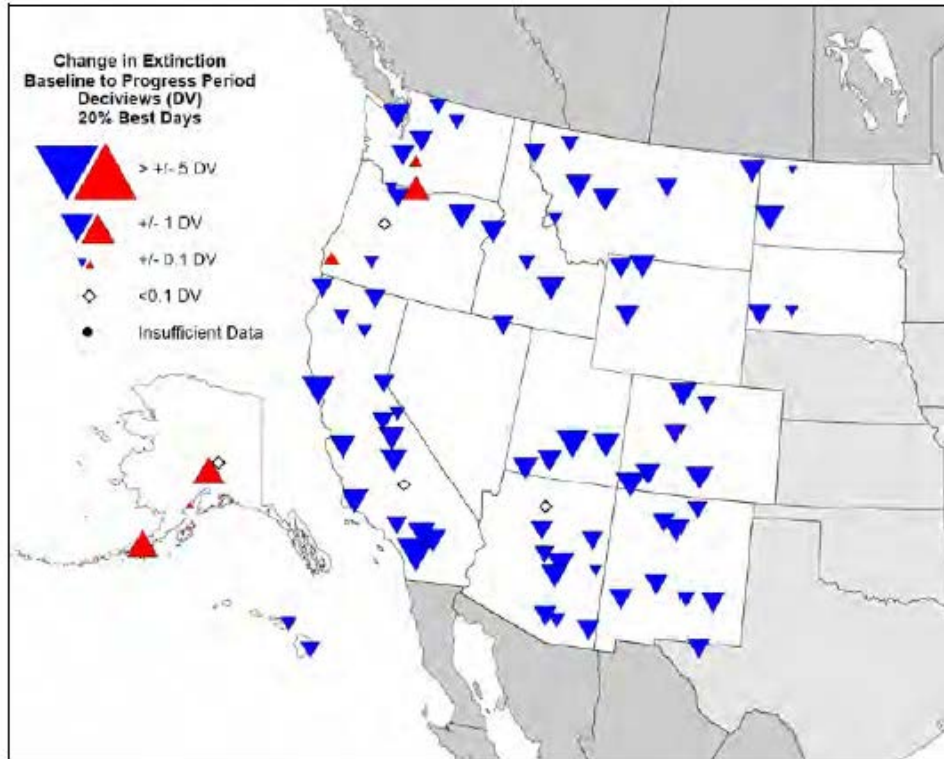 Change in Extinction
Baseline to Progress Period
Deciviews (DV)
20% Best Days
> +/- 5 DV
+/- 1 DV
+/- 0.1 DV
<0.1 DV
Insufficient Data